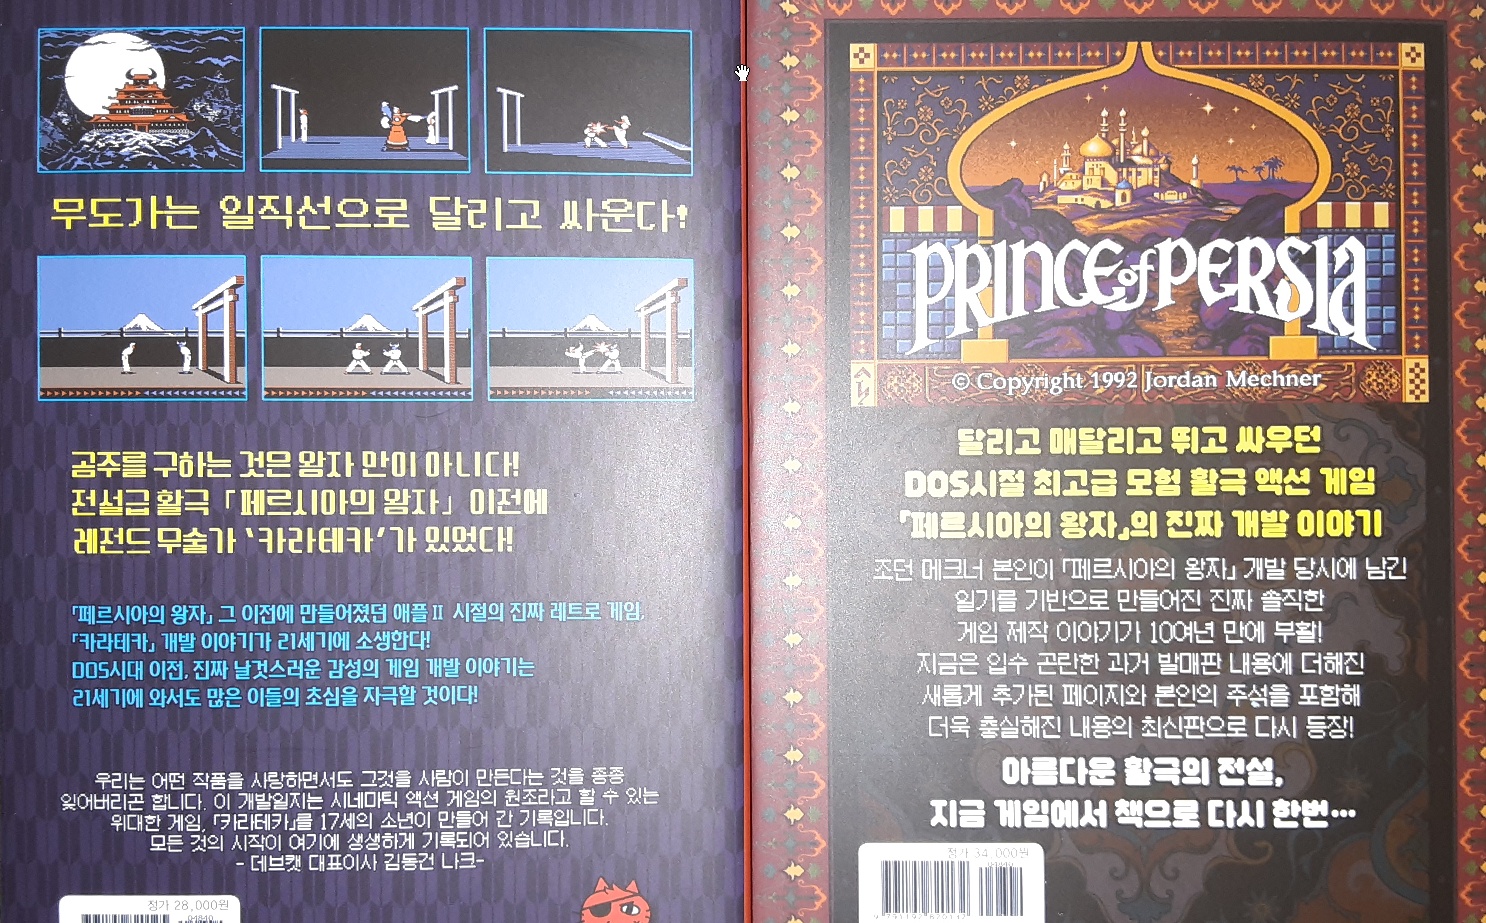 무도가는 일직선으로 달리고 싸운다!
공주를 구하는 것은 왕자 만이 아니다!
전설급 활극 「페르시아의 왕자」 이전에
레전드 무술가 '카라테카'가 있었다!
「페르시아의 왕자」 그 이전에 만들어졌던 애플II 시절의 진짜 레트로 게임,
「카라테카」 개발 이야기가 21세기에 소생한다!
DOS시대 이전, 진짜 날것스러운 감성의 게임 개발 이야기는
21세기에 와서도 많은 이들의 초심을 자극할 것이다!
우리는 어떤 작품을 사랑하면서도 그것을 사람이 만든다는 것을 종종
잊어버리곤 합니다. 이 개발일지는 시네마틱 액션 게임의 원조라고 할 수 있는
위대한 게임, 「카라테카」를 17세의 소년이 만들어 간 기록입니다.
모든 것의 시작이 여기에 생생하게 기록되어 있습니다.
- 데브캣 대표이사 김동건 나크-
정가 28,000원
04840
PRINCE of PERSIA
© Copyright 1992 Jordan Mechner
달리고 매달리고 뛰고 싸우던
DOS시절 최고급 모험 활극 액션 게임
「페르시아의 왕자」의 진짜 개발 이야기
조던 메크너 본인이 「페르시아의 왕자」 개발 당시에 남긴
일기를 기반으로 만들어진 진짜 솔직한
게임 제작 이야기가 10여년 만에 부활!
지금은 입수 곤란한 과거 발매판 내용에 더해진
새롭게 추가된 페이지와 본인의 주석을 포함해
더욱 충실해진 내용의 최신판으로 다시 등장!
아름다운 활극의 전설,
지금 게임에서 책으로 다시 한번…
정가 34,000원